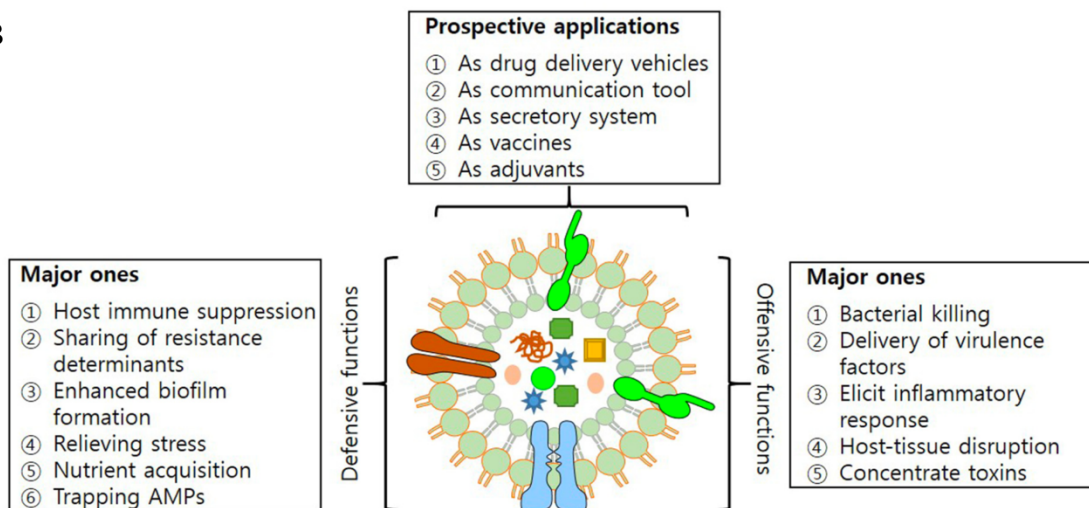 B
Prospective applications
① As drug delivery vehicles
② As communication tool
③ As secretory system
④ As vaccines
⑤ As adjuvants
Major ones
① Host immune suppression
② Sharing of resistance
determinants
③ Enhanced biofilm
formation
④ Relieving stress
⑤ Nutrient acquisition
⑥ Trapping AMPs
Defensive functions
Offensive functions
Major ones
① Bacterial killing
② Delivery of virulence
factors
③ Elicit inflammatory
response
④ Host-tissue disruption
⑤ Concentrate toxins